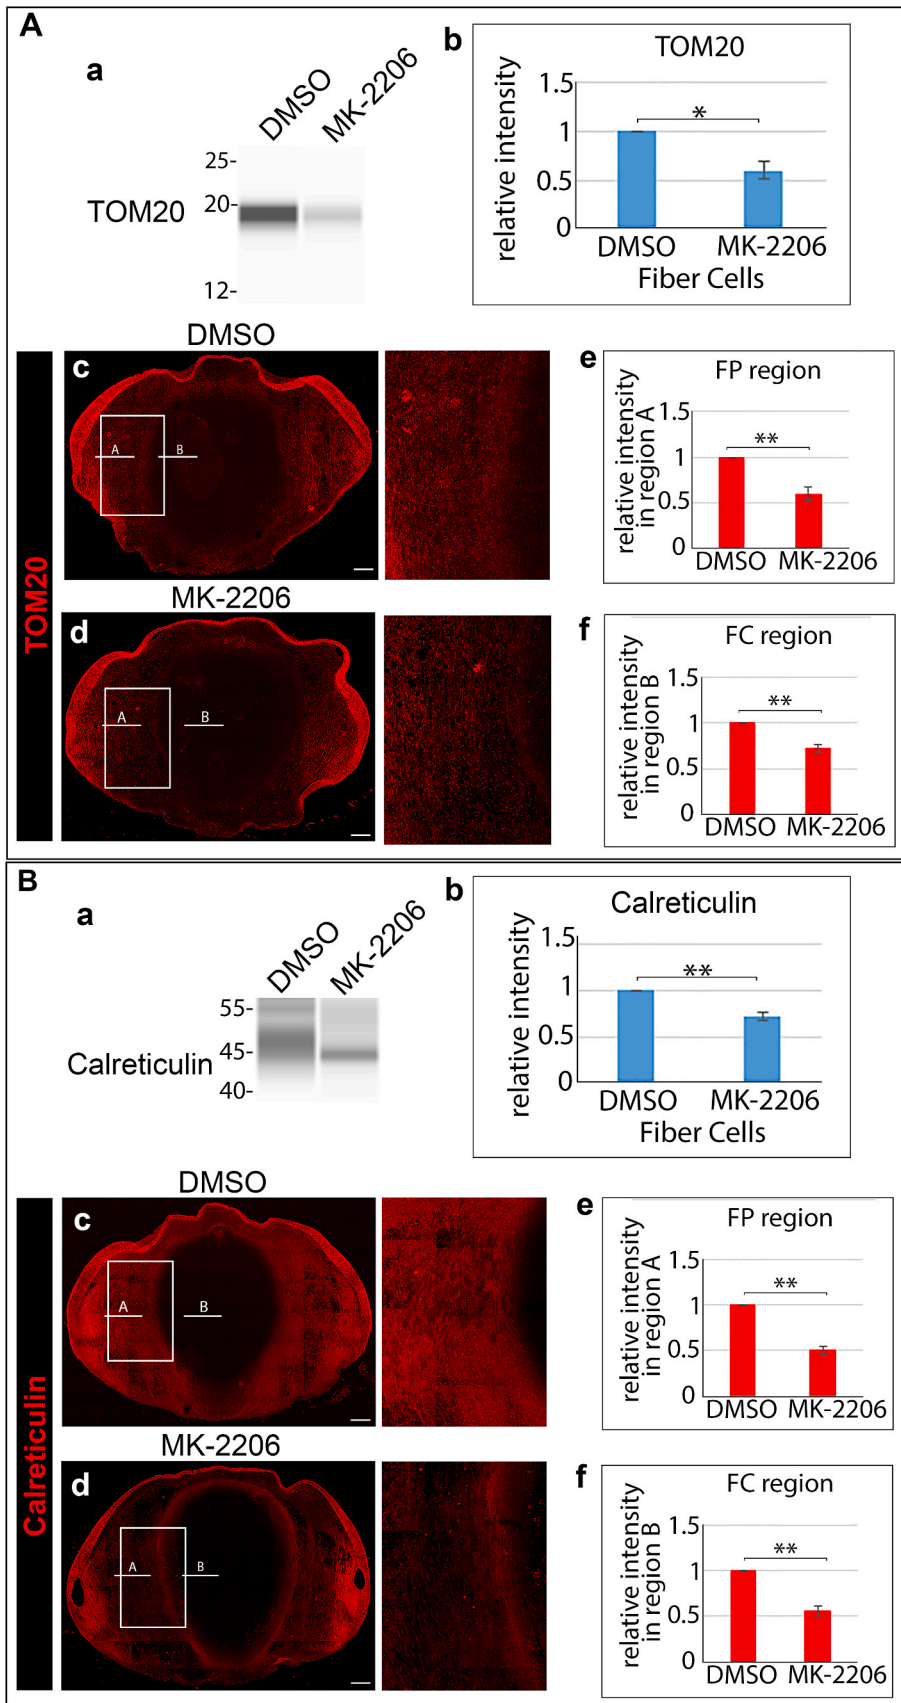 A
a
DMSO
MK-2206
25-
20-
12-
TOM20
b
TOM20
relative intensity
1.5
1
0.5
0
*
DMSO
MK-2206
Fiber Cells
TOM20
DMSO
c
A
B
MK-2206
d
A
B
e
FP region
relative intensity
in region A
1.5
1
0.5
0
**
DMSO
MK-2206
f
FC region
relative intensity
in region B
1.5
1
0.5
0
**
DMSO
MK-2206
B
a
DMSO
MK-2206
55-
45-
40-
Calreticulin
b
Calreticulin
relative intensity
1.5
1
0.5
0
**
DMSO
MK-2206
Fiber Cells
Calreticulin
DMSO
c
A
B
MK-2206
d
A
B
e
FP region
relative intensity
in region A
1.5
1
0.5
0
**
DMSO
MK-2206
f
FC region
relative intensity
in region B
1.5
1
0.5
0
**
DMSO
MK-2206